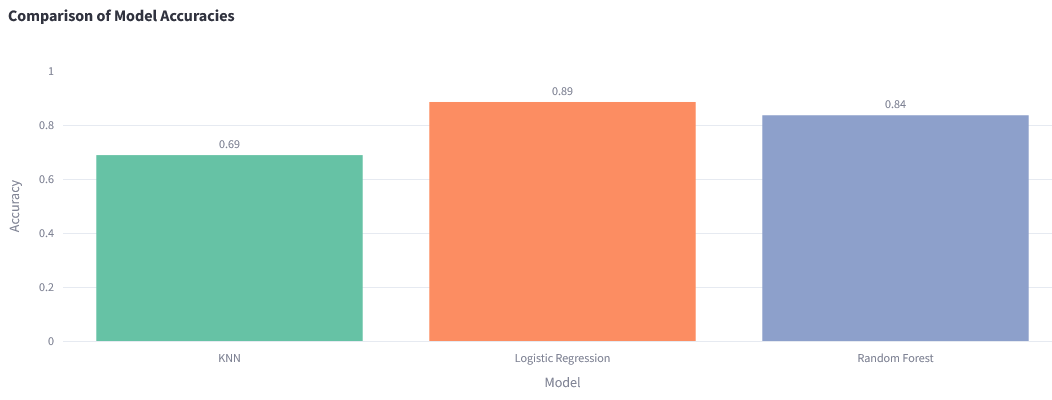 Comparison of Model Accuracies
1
0.8
0.6
0.4
0.2
0
Accuracy
0.69
0.89
0.84
KNN
Logistic Regression
Random Forest
Model